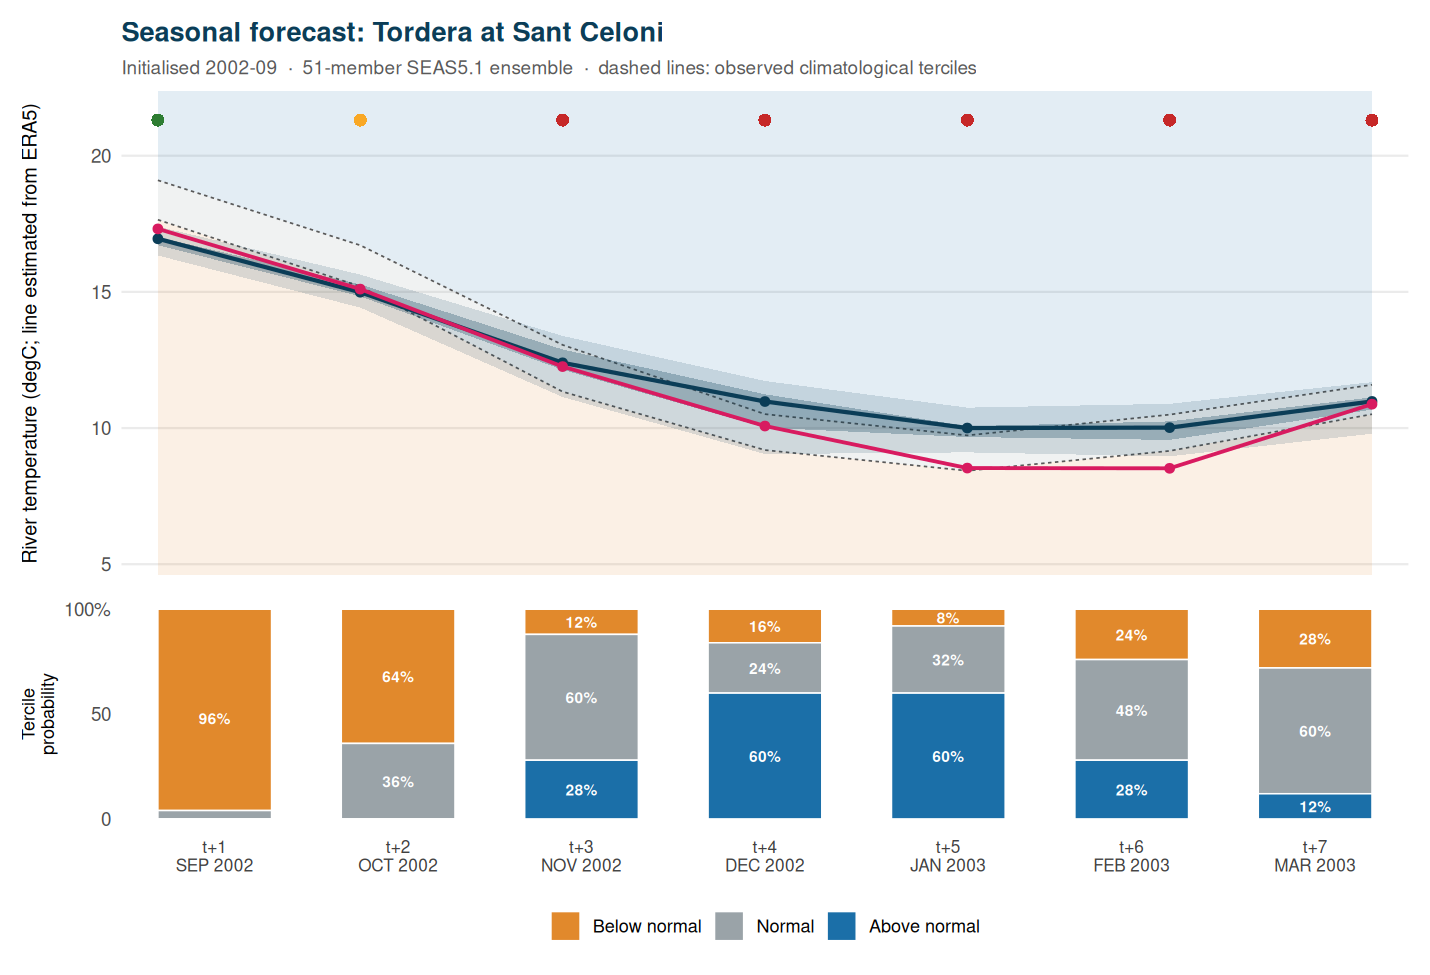 Seasonal forecast: Tordera at Sant Celoni
Initialised 2002-09 · 51-member SEAS5.1 ensemble · dashed lines: observed climatological terciles
River temperature (degC; line estimated from ERA5)
20
15
10
5
Tercile
probability
100%
50
0
96%
64%
36%
12%
60%
28%
16%
24%
60%
8%
32%
60%
24%
48%
28%
28%
60%
12%
t+1
SEP 2002
t+2
OCT 2002
t+3
NOV 2002
t+4
DEC 2002
t+5
JAN 2003
t+6
FEB 2003
t+7
MAR 2003
Below normal
Normal
Above normal